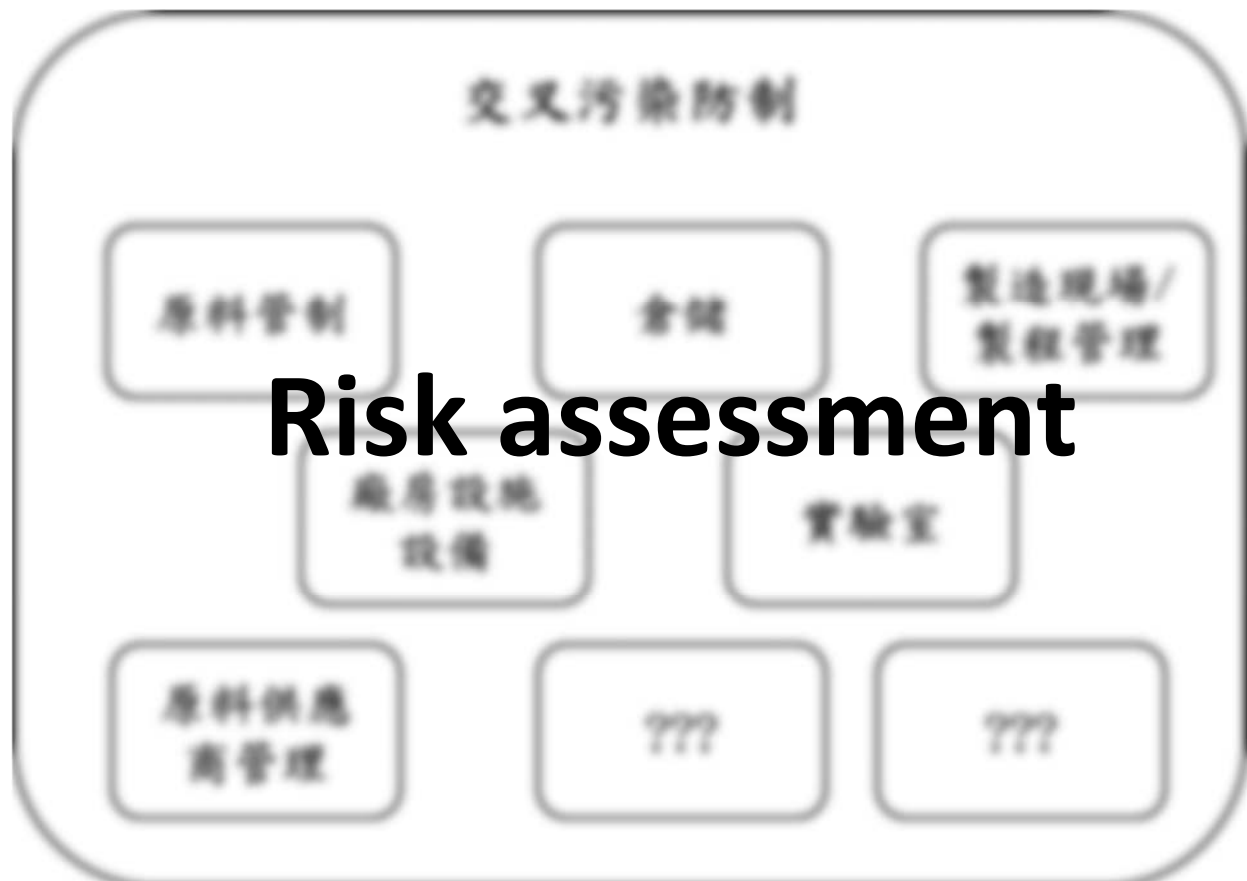 交叉污染防制
原料管制
倉儲
製造現場/
製程管理
Risk assessment
廠房設施
設備
實驗室
原料供應
商管理
???
???